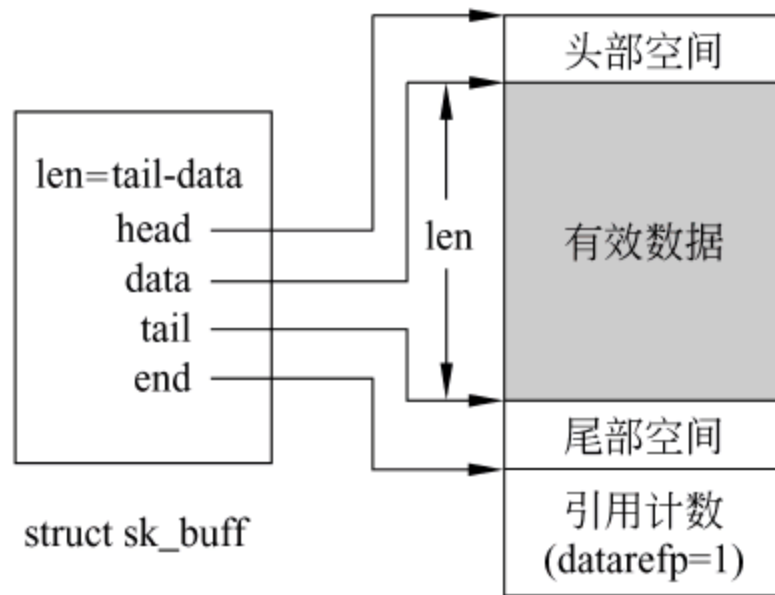 len=tail-data
head
data
tail
end
struct sk_buff
len
头部空间
有效数据
尾部空间
引用计数
(datarefp=1)